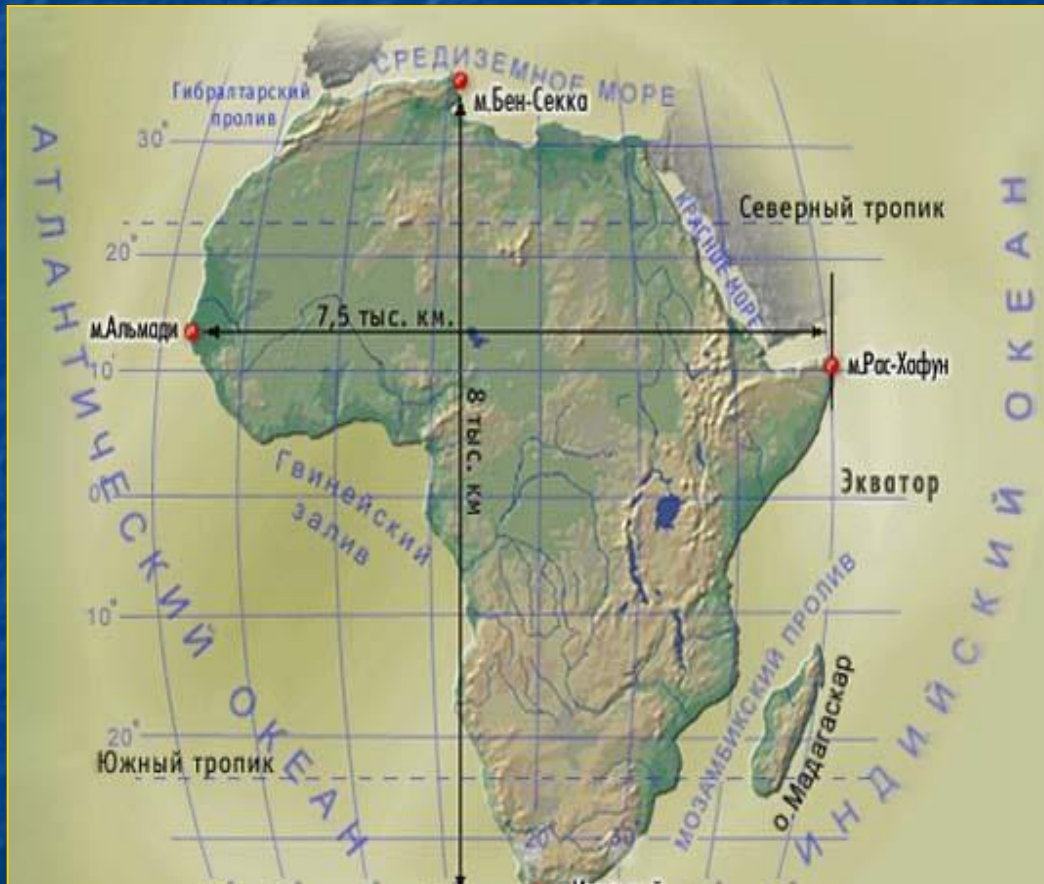 СРЕДИЗЕМНОЕ МОРЕ
Гибралтарский
пролив
м.Бен-Секка
30°
АТЛАНТИЧЕСКИЙ ОКЕАН
Северный тропик
КРАСНОЕ МОРЕ
20°
7,5 тыс. км.
м.Альмади
м.Рас-Хафун
10°
8 тыс. км
Гвинейский
залив
0°
Экватор
ИНДИЙСКИЙ ОКЕАН
10°
МОЗАМБИКСКИЙ ПРОЛИВ
о.Мадагаскар
20°
Южный тропик
20°
30°